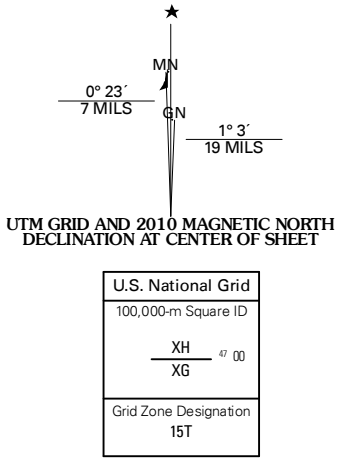 ★
MN
0° 23´
7 MILS
GN
1° 3´
19 MILS
UTM GRID AND 2010 MAGNETIC NORTH
DECLINATION AT CENTER OF SHEET
U.S. National Grid
100,000-m Square ID
XH
47 00
XG
Grid Zone Designation
15T